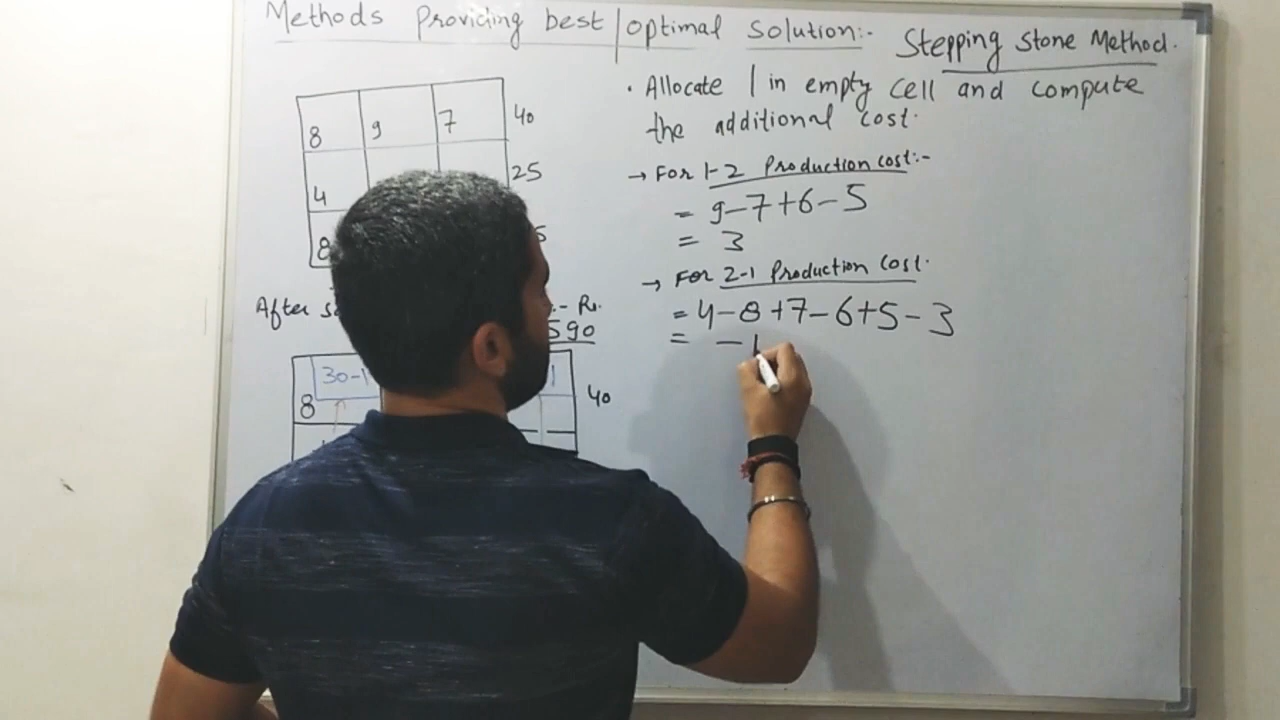 Methods Providing best/optimal solution:- Stepping Stone Method.
8 9 7 40
4 25
8 5
After
.- Rs.
590
30-1 1
8 40
• Allocate 1 in empty cell and compute
the additional cost.
→ For 1-2 Production cost:-
= 9-7+6-5
= 3
→ For 2-1 Production Cost.
= 4-8+7-6+5-3
= -1